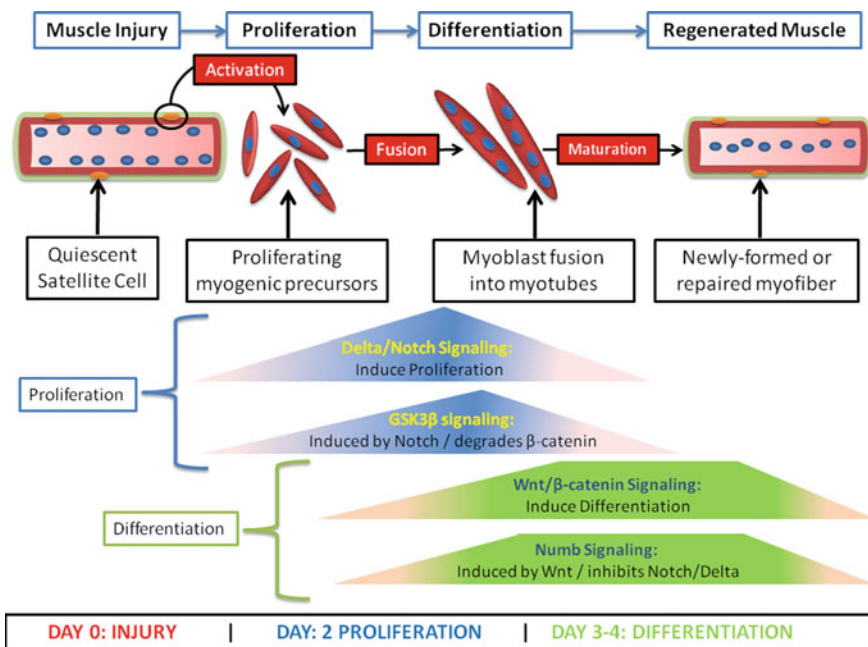 Muscle Injury
Proliferation
Differentiation
Regenerated Muscle
Activation
Fusion
Maturation
Quiescent
Satellite Cell
Proliferating
myogenic precursors
Myoblast fusion
into myotubes
Newly-formed or
repaired myofiber
Proliferation
Delta/Notch Signaling:
Induce Proliferation
GSK3β signaling:
Induced by Notch / degrades β-catenin
Differentiation
Wnt/β-catenin Signaling:
Induce Differentiation
Numb Signaling:
Induced by Wnt / inhibits Notch/Delta
DAY 0: INJURY | DAY: 2 PROLIFERATION | DAY 3-4: DIFFERENTIATION